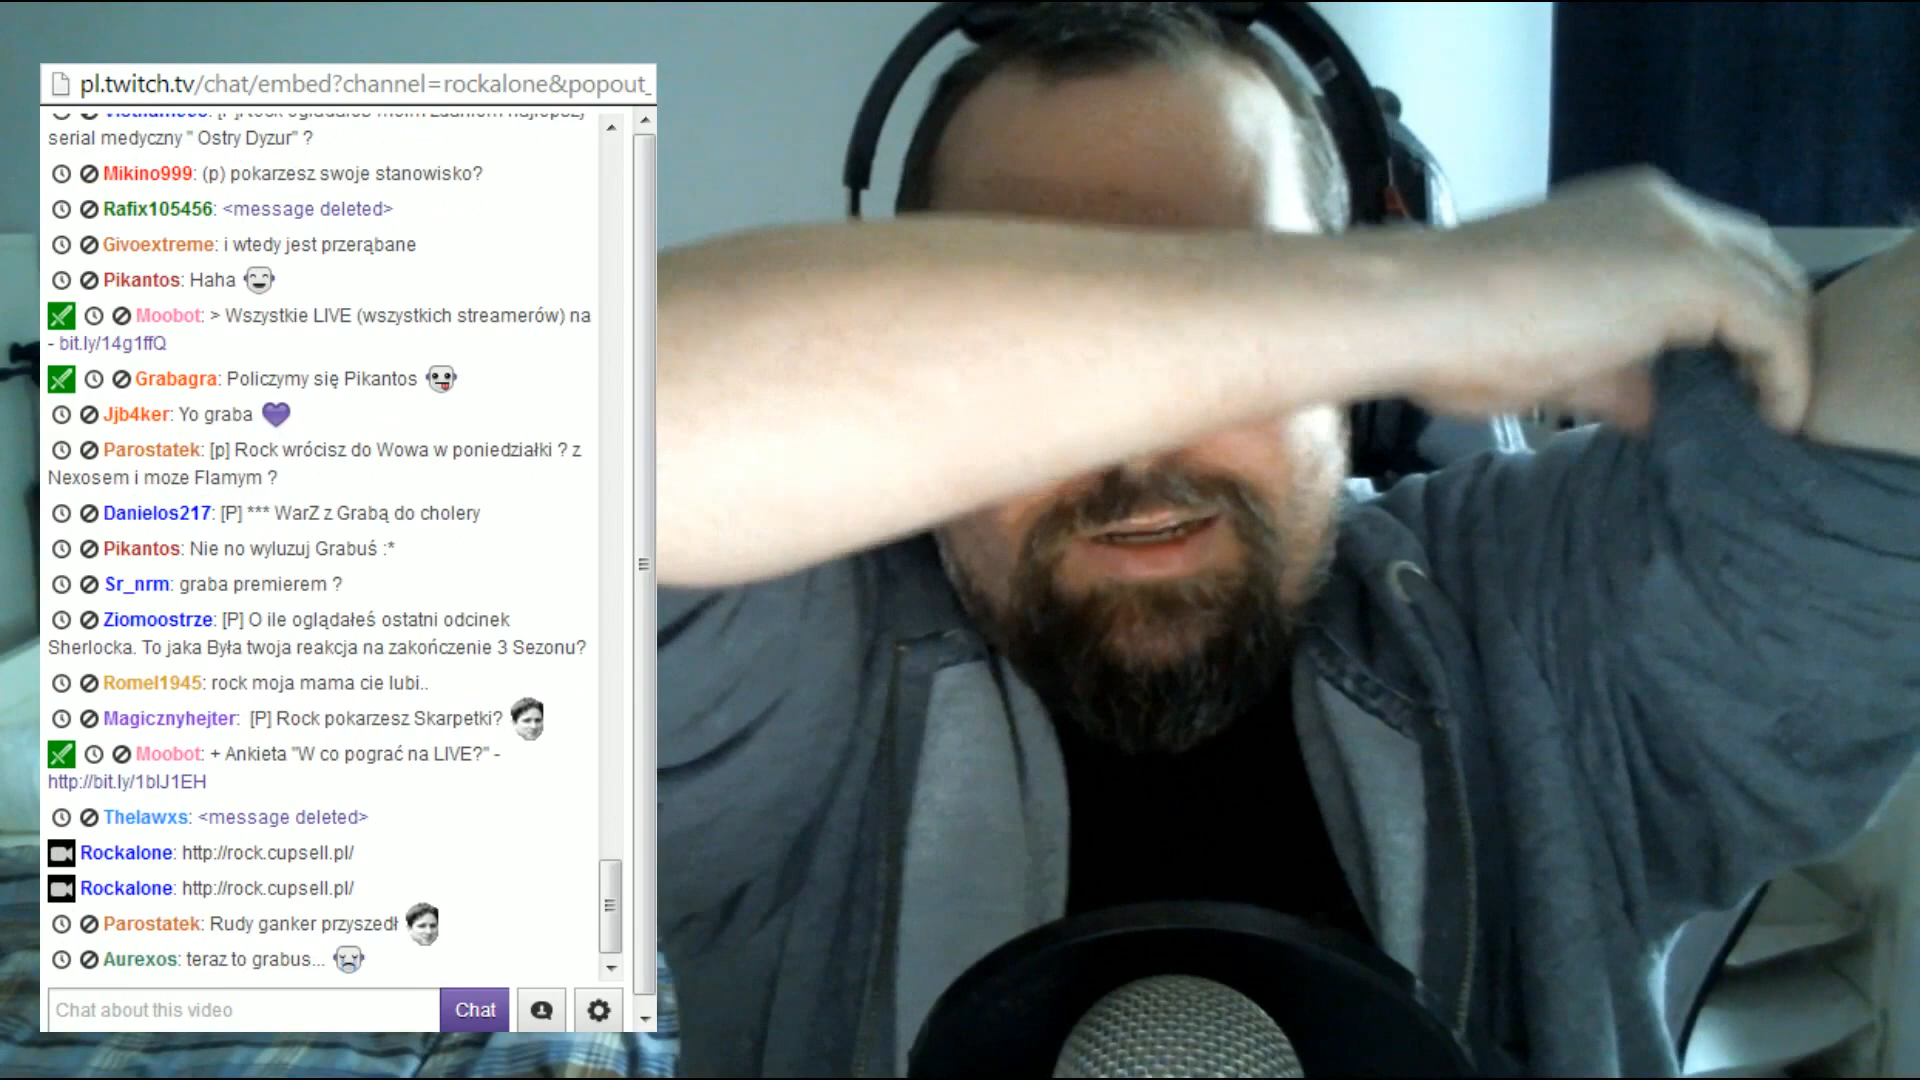 pl.twitch.tv/chat/embed?channel=rockalone&popout_
serial medyczny " Ostry Dyzur" ?
Mikino999: (p) pokarzesz swoje stanowisko?
Rafix105456: <message deleted>
Givoextreme: i wtedy jest przerąbane
Pikantos: Haha
Moobot: > Wszystkie LIVE (wszystkich streamerów) na
- bit.ly/14g1ffQ
Grabagra: Policzymy się Pikantos
Jjb4ker: Yo graba
Parostatek: [p] Rock wrócisz do Wowa w poniedziałki ? z
Nexosem i moze Flamym ?
Danielos217: [P] *** WarZ z Grabą do cholery
Pikantos: Nie no wyluzuj Grabuś :*
Sr_nrm: graba premierem ?
Ziomoostrze: [P] O ile oglądałeś ostatni odcinek
Sherlocka. To jaka Była twoja reakcja na zakończenie 3 Sezonu?
Romel1945: rock moja mama cie lubi..
Magicznyhejter: [P] Rock pokarzesz Skarpetki?
Moobot: + Ankieta "W co pograć na LIVE?" -
http://bit.ly/1blJ1EH
Thelawxs: <message deleted>
Rockalone: http://rock.cupsell.pl/
Rockalone: http://rock.cupsell.pl/
Parostatek: Rudy ganker przyszedł
Aurexos: teraz to grabus...
Chat about this video
Chat